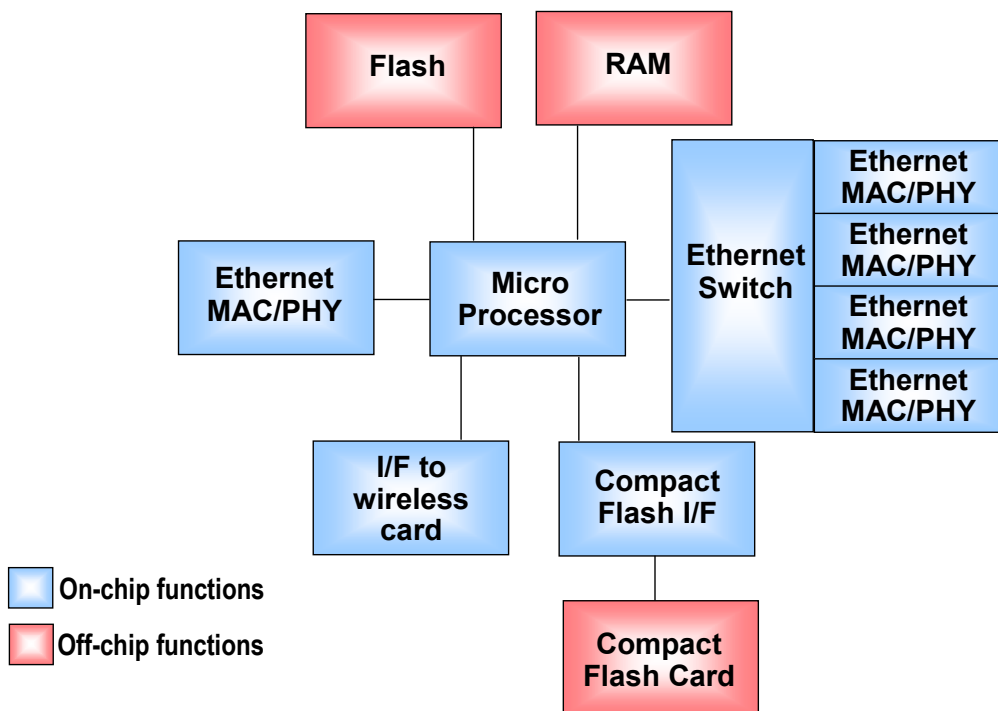 Flash
RAM
Ethernet
MAC/PHY
Ethernet
MAC/PHY
Ethernet
MAC/PHY
Ethernet
MAC/PHY
Ethernet
Switch
Ethernet
MAC/PHY
Micro
Processor
I/F to
wireless
card
Compact
Flash I/F
On-chip functions
Off-chip functions
Compact
Flash Card